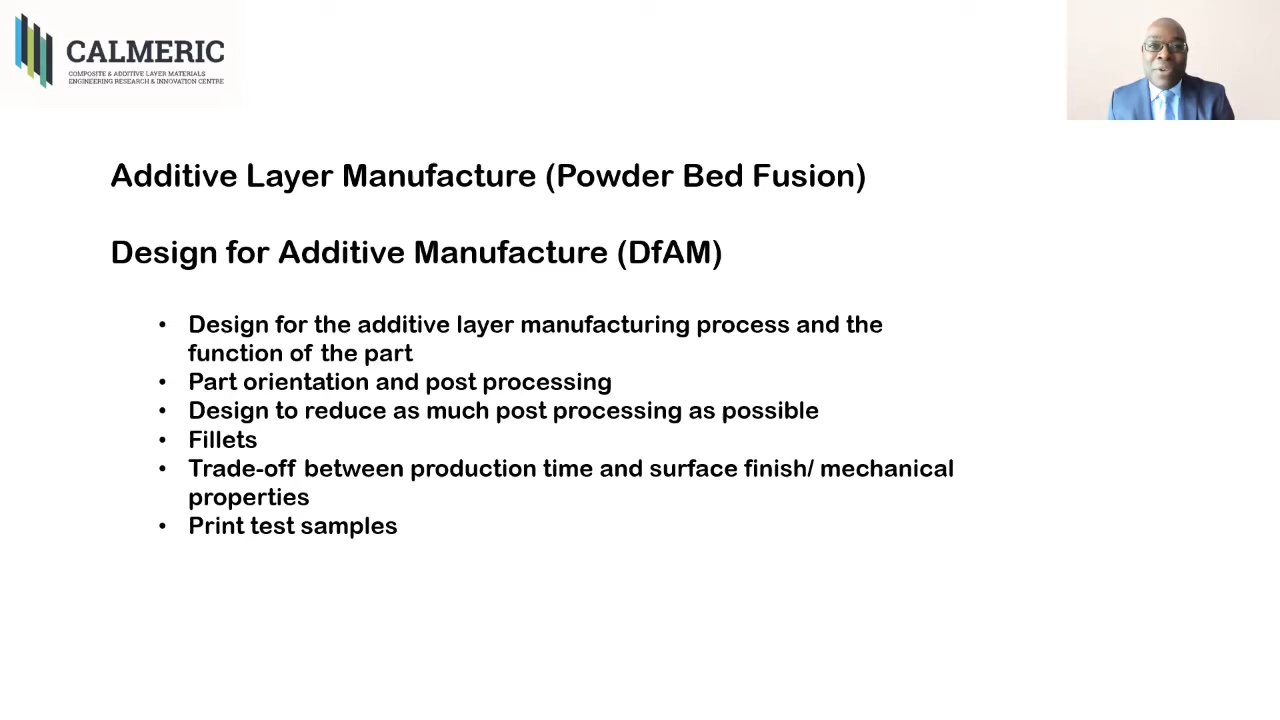 CALMERIC
COMPOSITE & ADDITIVE LAYER MATERIALS
ENGINEERING RESEARCH & INNOVATION CENTRE
Additive Layer Manufacture (Powder Bed Fusion)
Design for Additive Manufacture (DfAM)
• Design for the additive layer manufacturing process and the
function of the part
• Part orientation and post processing
• Design to reduce as much post processing as possible
• Fillets
• Trade-off between production time and surface finish/ mechanical
properties
• Print test samples